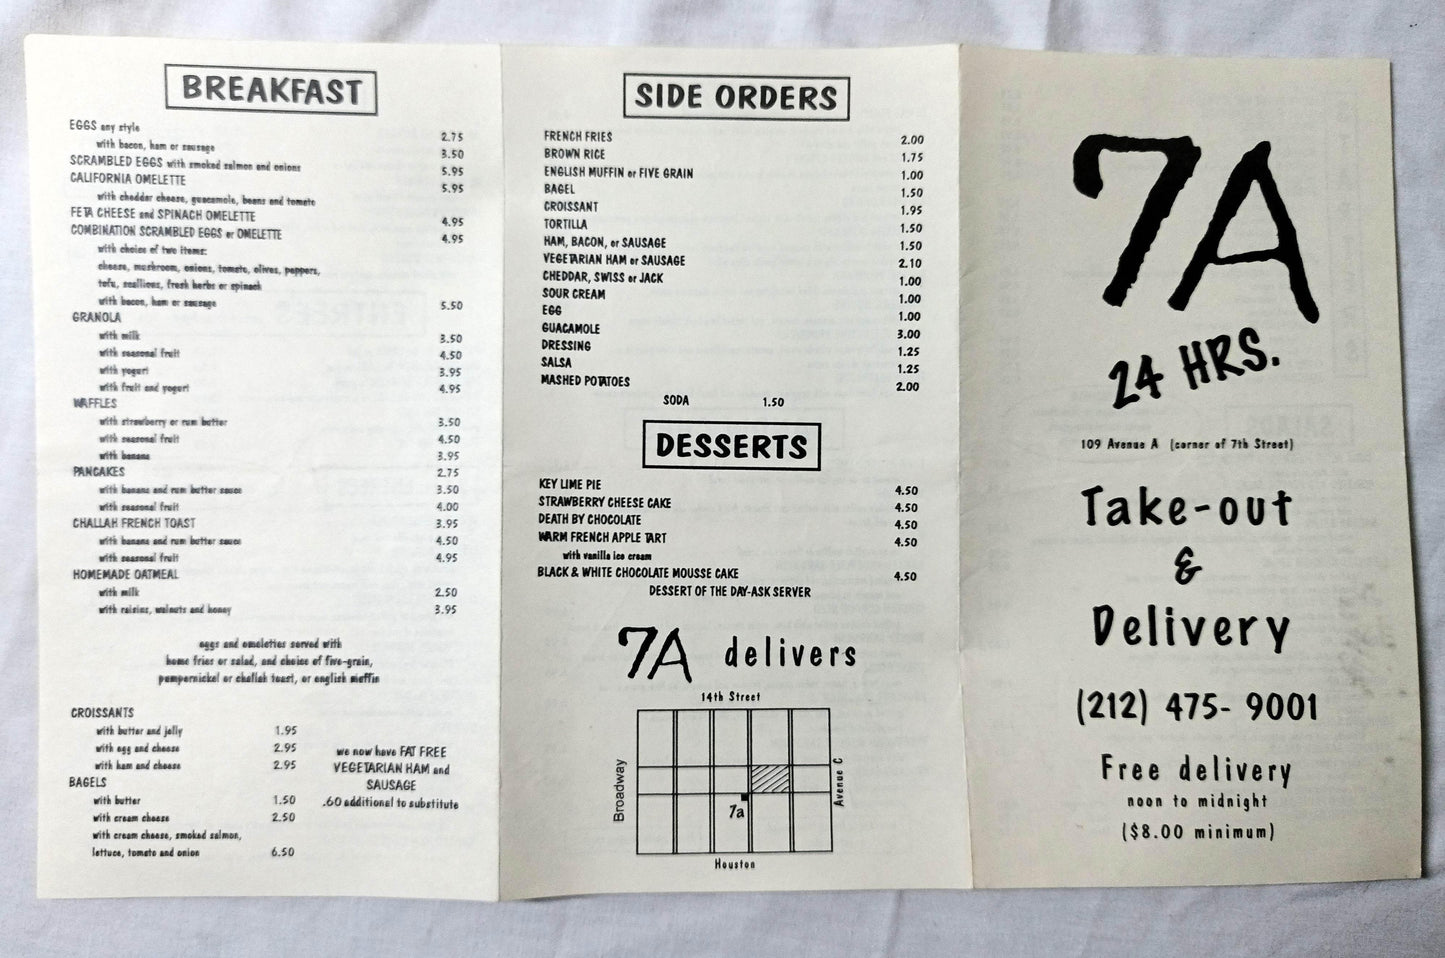 BREAKFAST
EGGS any style 2.75
with bacon, ham or sausage 3.50
SCRAMBLED EGGS with smoked salmon and onions 5.95
CALIFORNIA OMELETTE 5.95
with cheddar cheese, guacamole, beans and tomato
FETA CHEESE and SPINACH OMELETTE 4.95
COMBINATION SCRAMBLED EGGS or OMELETTE 4.95
with choice of two items:
cheese, mushroom, onions, tomato, olives, peppers,
tofu, scallions, fresh herbs or spinach
with bacon, ham or sausage 5.50
GRANOLA
with milk 3.50
with seasonal fruit 4.50
with yogurt 3.95
with fruit and yogurt 4.95
WAFFLES
with strawberry or rum butter 3.50
with seasonal fruit 4.50
with banana 3.95
PANCAKES 2.75
with banana and rum butter sauce 3.50
with seasonal fruit 4.00
CHALLAH FRENCH TOAST 3.95
with banana and rum butter sauce 4.50
with seasonal fruit 4.95
HOMEMADE OATMEAL
with milk 2.50
with raisins, walnuts and honey 3.95
eggs and omelettes served with
home fries or salad, and choice of five-grain,
pumpernickel or challah toast, or english muffin
CROISSANTS
with butter and jelly 1.95
with egg and cheese 2.95
with ham and cheese 2.95
BAGELS
with butter 1.50
with cream cheese 2.50
with cream cheese, smoked salmon,
lettuce, tomato and onion 6.50
we now have FAT FREE
VEGETARIAN HAM and
SAUSAGE
.60 additional to substitute
SIDE ORDERS
FRENCH FRIES 2.00
BROWN RICE 1.75
ENGLISH MUFFIN or FIVE GRAIN 1.00
BAGEL 1.50
CROISSANT 1.95
TORTILLA 1.50
HAM, BACON, or SAUSAGE 1.50
VEGETARIAN HAM or SAUSAGE 2.10
CHEDDAR, SWISS or JACK 1.00
SOUR CREAM 1.00
EGG 1.00
GUACAMOLE 3.00
DRESSING 1.25
SALSA 1.25
MASHED POTATOES 2.00
SODA 1.50
DESSERTS
KEY LIME PIE 4.50
STRAWBERRY CHEESE CAKE 4.50
DEATH BY CHOCOLATE 4.50
WARM FRENCH APPLE TART 4.50
with vanilla ice cream
BLACK & WHITE CHOCOLATE MOUSSE CAKE 4.50
DESSERT OF THE DAY-ASK SERVER
7A delivers
14th Street
Broadway
Avenue C
7a
Houston
7A
24 HRS.
109 Avenue A (corner of 7th Street)
Take-out
&
Delivery
(212) 475- 9001
Free delivery
noon to midnight
($8.00 minimum)